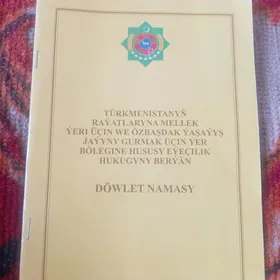 TÜRKMENISTANYŇ
RAÝATLARYNA MELLEK
ÝERI ÜÇIN WE ÖZBAŞDAK ÝAŞAÝYŞ
JAÝYNY GURMAK ÜÇIN ÝER
BÖLEGINE HUSUSY EÝEÇILIK
HUKUGYNY BERÝÄN
DÖWLET NAMASY